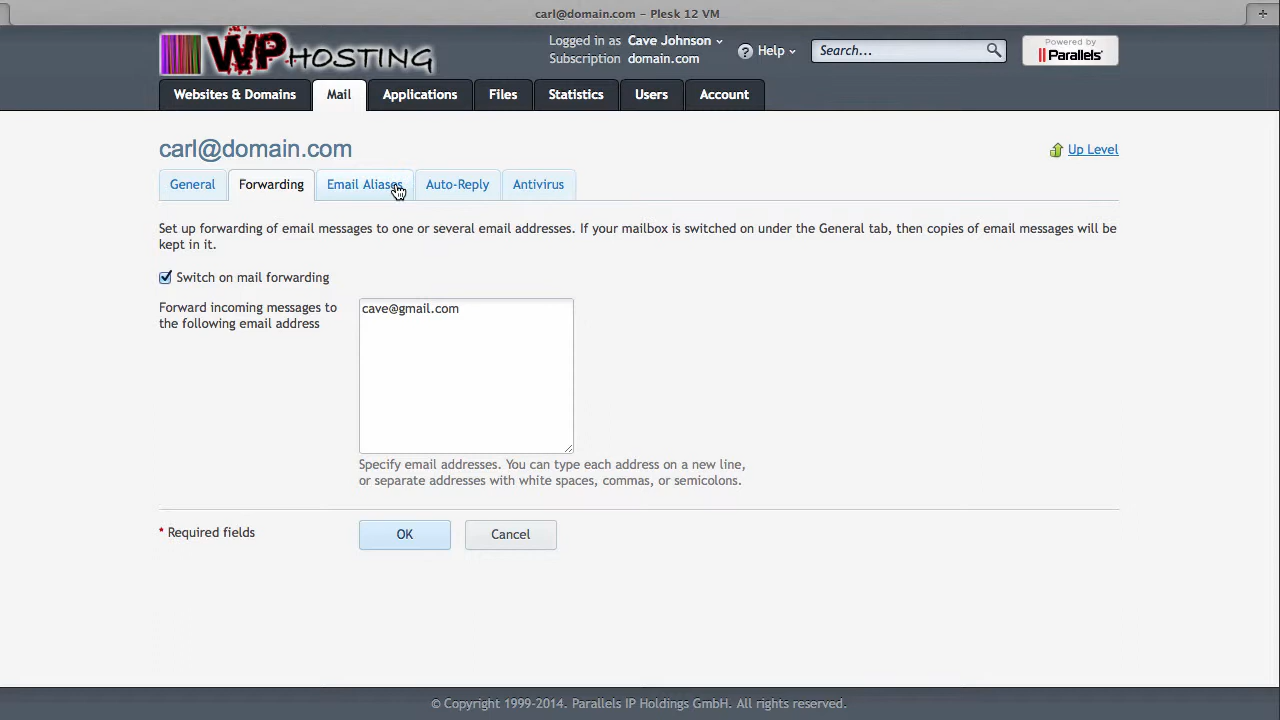 carl@domain.com – Plesk 12 VM
WP HOSTING
Logged in as Cave Johnson
Subscription domain.com
Help
Search...
Powered by
Parallels®
Websites & Domains
Mail
Applications
Files
Statistics
Users
Account
carl@domain.com
Up Level
General
Forwarding
Email Aliases
Auto-Reply
Antivirus
Set up forwarding of email messages to one or several email addresses. If your mailbox is switched on under the General tab, then copies of email messages will be
kept in it.
Switch on mail forwarding
Forward incoming messages to
the following email address
cave@gmail.com
Specify email addresses. You can type each address on a new line,
or separate addresses with white spaces, commas, or semicolons.
* Required fields
OK
Cancel
© Copyright 1999-2014. Parallels IP Holdings GmbH. All rights reserved.